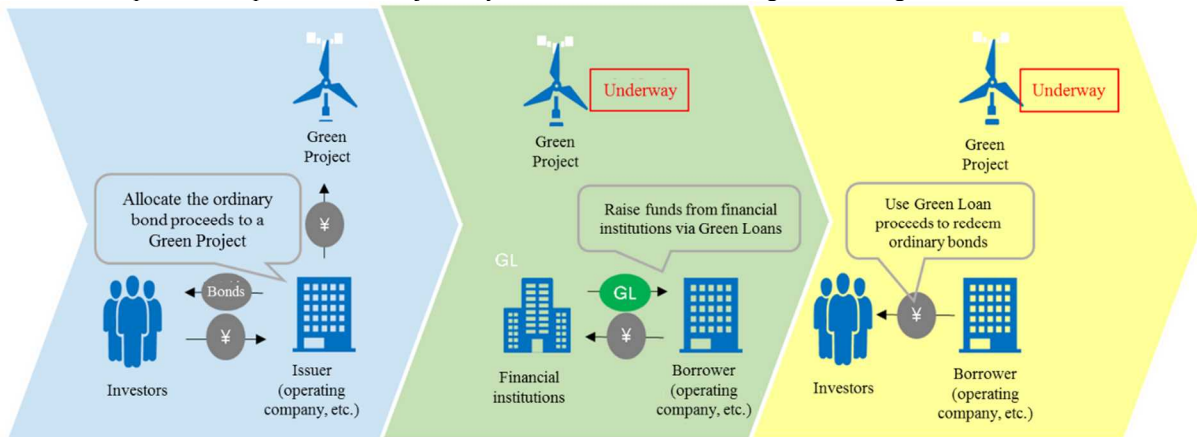 Green
Project
Allocate the ordinary
bond proceeds to a
Green Project
¥
Bonds
¥
Investors
Issuer
(operating
company, etc.)
Underway
Green
Project
Raise funds from financial
institutions via Green Loans
GL
GL
¥
Financial
institutions
Borrower
(operating
company, etc.)
Underway
Green
Project
Use Green Loan
proceeds to redeem
ordinary bonds
¥
Investors
Borrower
(operating
company, etc.)